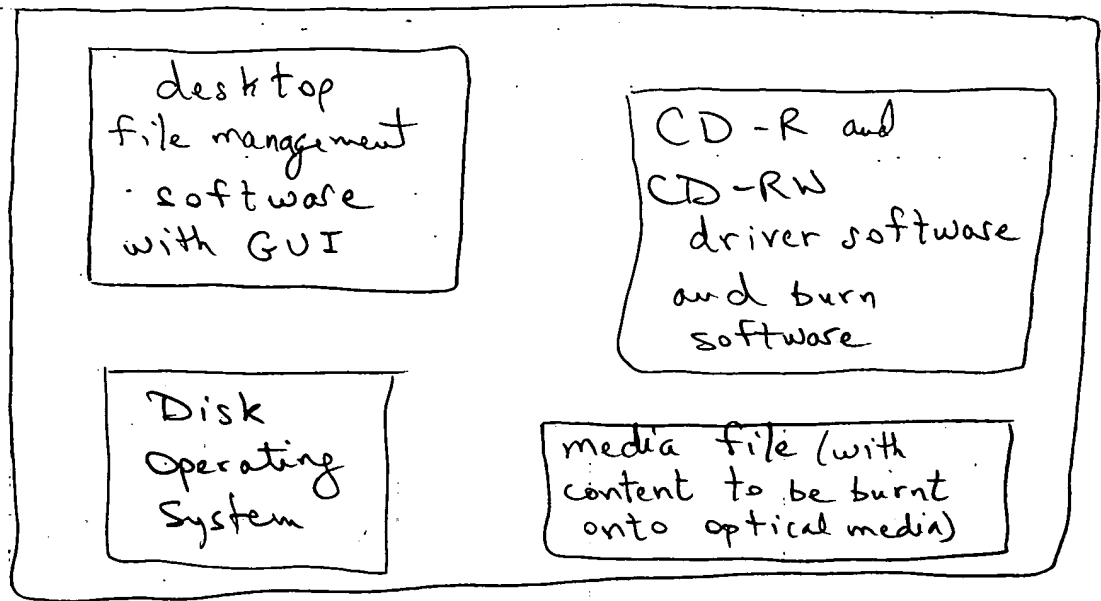 desktop
file management
software
with GUI
CD-R and
CD-RW
driver software
and burn
software
Disk
Operating
System
media file (with
content to be burnt
onto optical media)